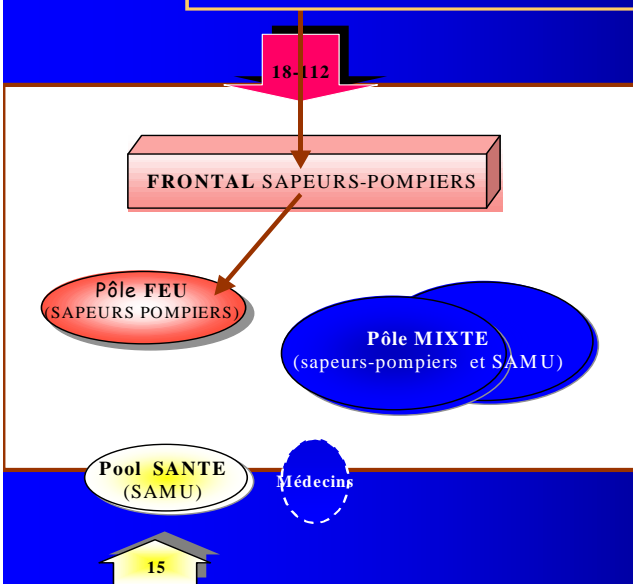 18-112
FRONTAL SAPEURS-POMPIERS
Pôle FEU
(SAPEURS POMPIERS)
Pôle MIXTE
(sapeurs-pompiers et SAMU)
Pool SANTE
(SAMU)
Médecins
15